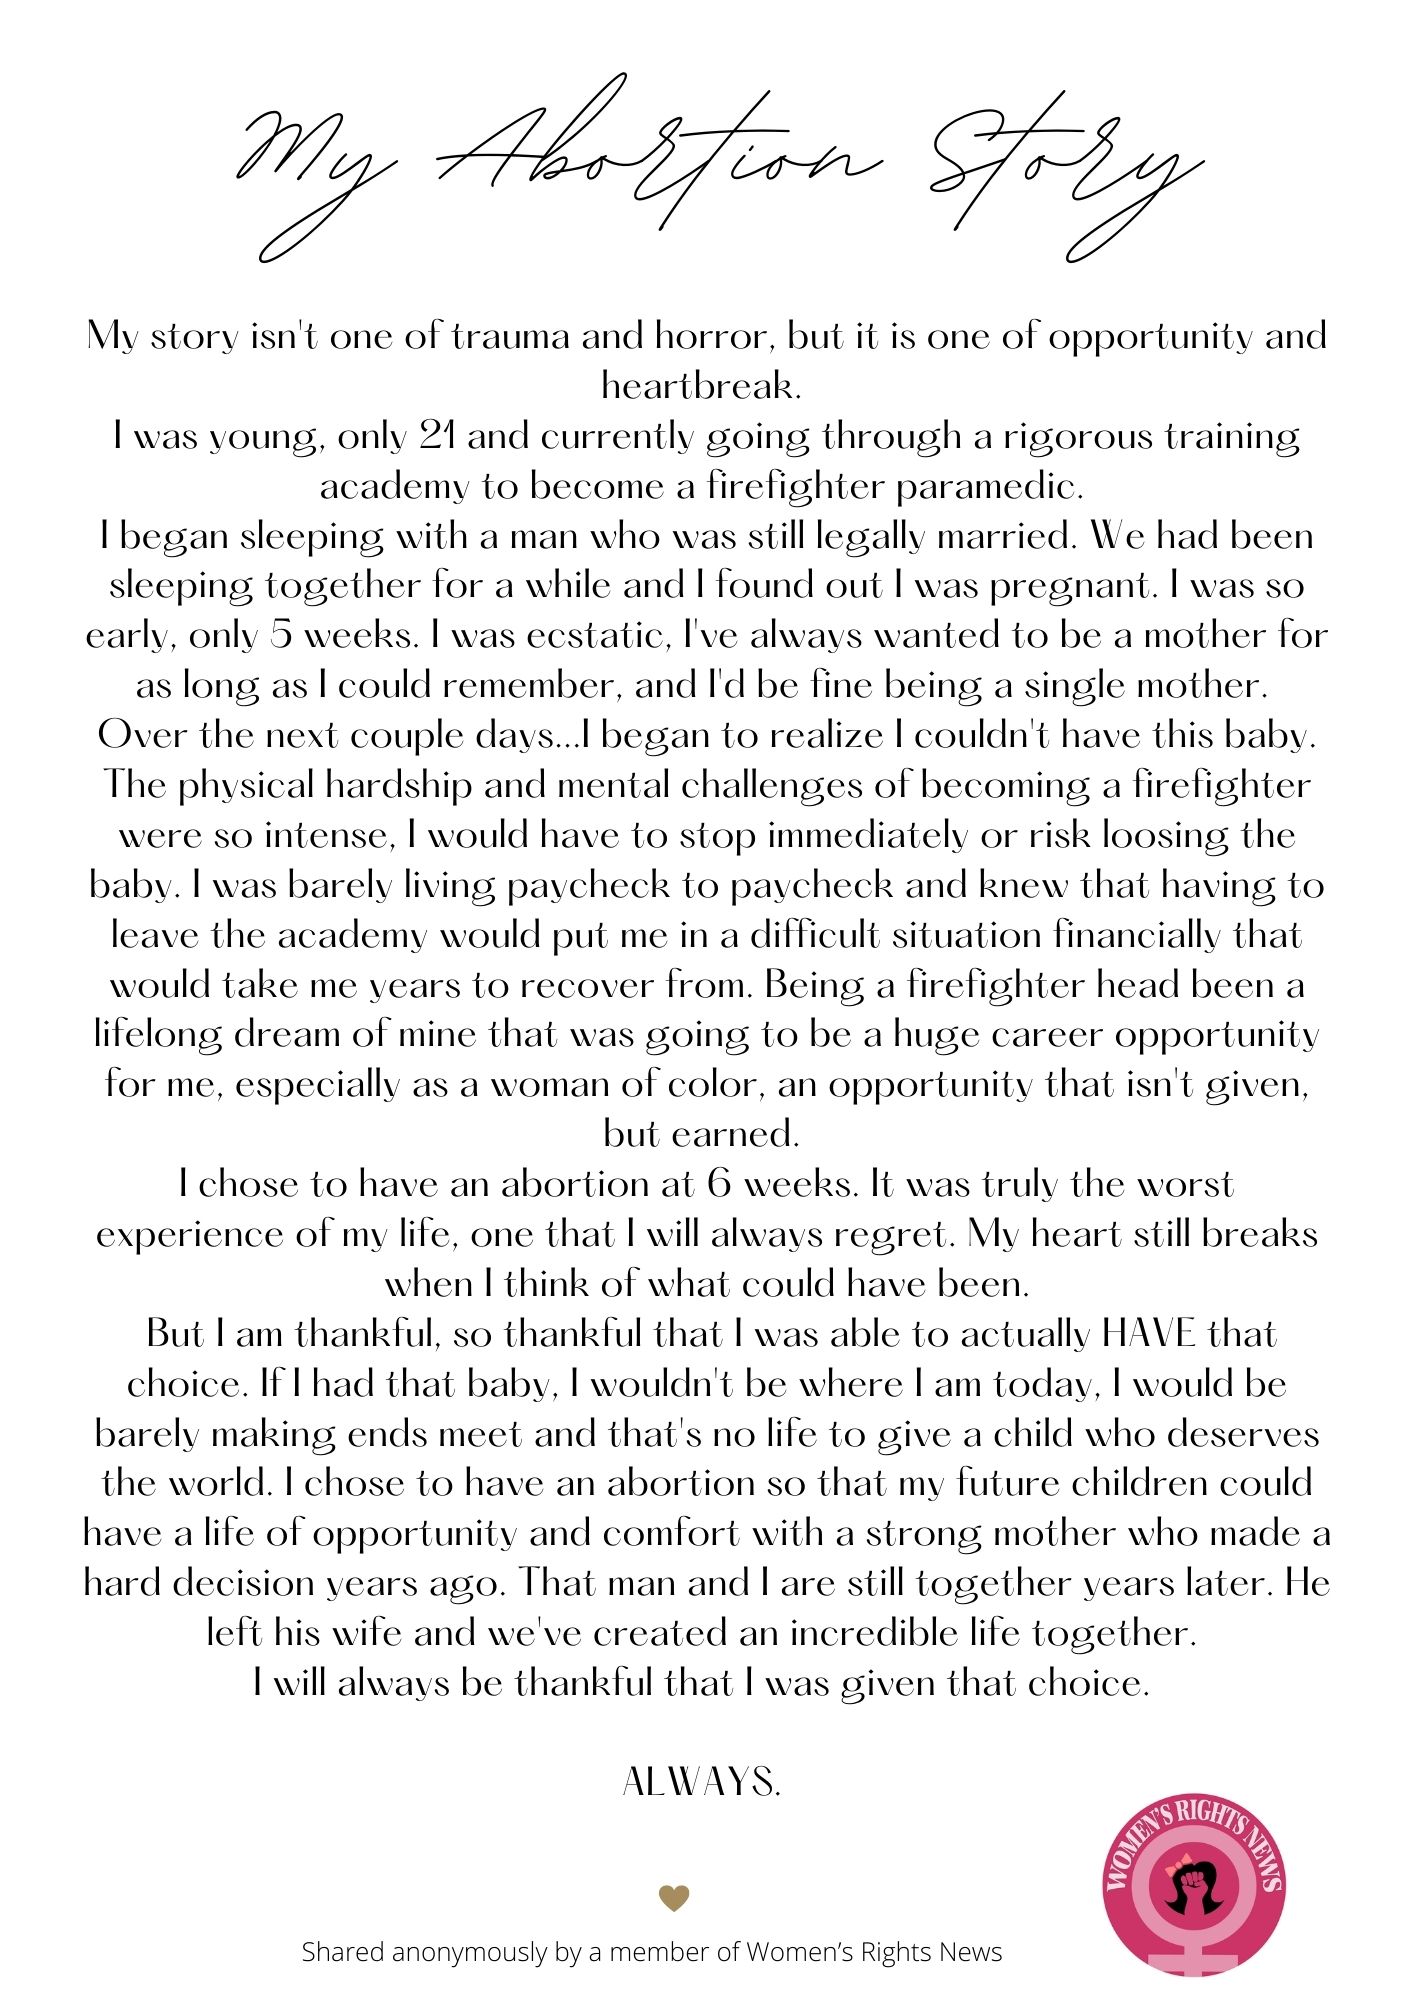 My Abortion Story
My story isn't one of trauma and horror, but it is one of opportunity and
heartbreak.
I was young, only 21 and currently going through a rigorous training
academy to become a firefighter paramedic.
I began sleeping with a man who was still legally married. We had been
sleeping together for a while and I found out I was pregnant. I was so
early, only 5 weeks. I was ecstatic, I've always wanted to be a mother for
as long as I could remember, and I'd be fine being a single mother.
Over the next couple days...I began to realize I couldn't have this baby.
The physical hardship and mental challenges of becoming a firefighter
were so intense, I would have to stop immediately or risk loosing the
baby. I was barely living paycheck to paycheck and knew that having to
leave the academy would put me in a difficult situation financially that
would take me years to recover from. Being a firefighter head been a
lifelong dream of mine that was going to be a huge career opportunity
for me, especially as a woman of color, an opportunity that isn't given,
but earned.
I chose to have an abortion at 6 weeks. It was truly the worst
experience of my life, one that I will always regret. My heart still breaks
when I think of what could have been.
But I am thankful, so thankful that I was able to actually HAVE that
choice. If I had that baby, I wouldn't be where I am today, I would be
barely making ends meet and that's no life to give a child who deserves
the world. I chose to have an abortion so that my future children could
have a life of opportunity and comfort with a strong mother who made a
hard decision years ago. That man and I are still together years later. He
left his wife and we've created an incredible life together.
I will always be thankful that I was given that choice.
ALWAYS.
WOMEN'S RIGHTS NEWS
Shared anonymously by a member of Women's Rights News